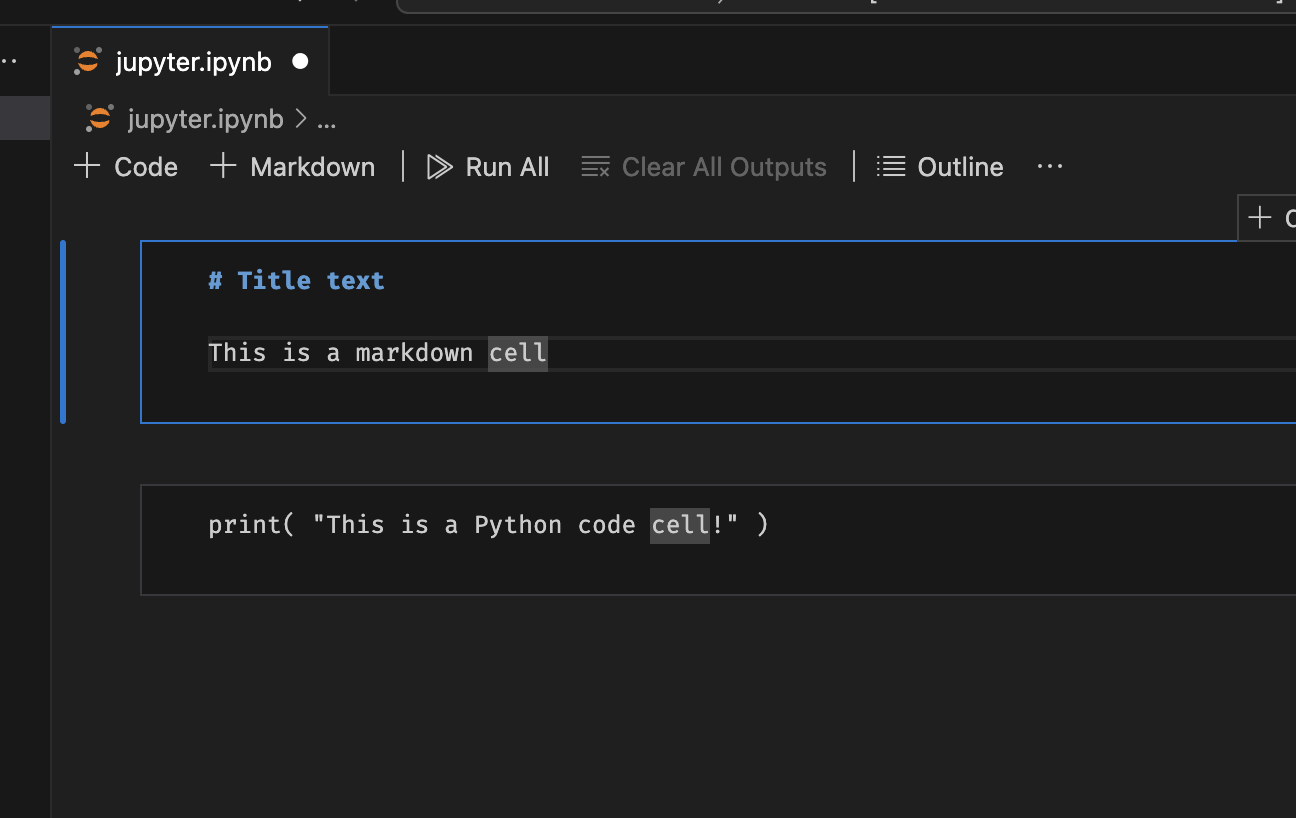 jupyter.ipynb
jupyter.ipynb > ...
+ Code + Markdown | Run All Clear All Outputs | Outline ...
# Title text
This is a markdown cell
print( "This is a Python code cell!" )